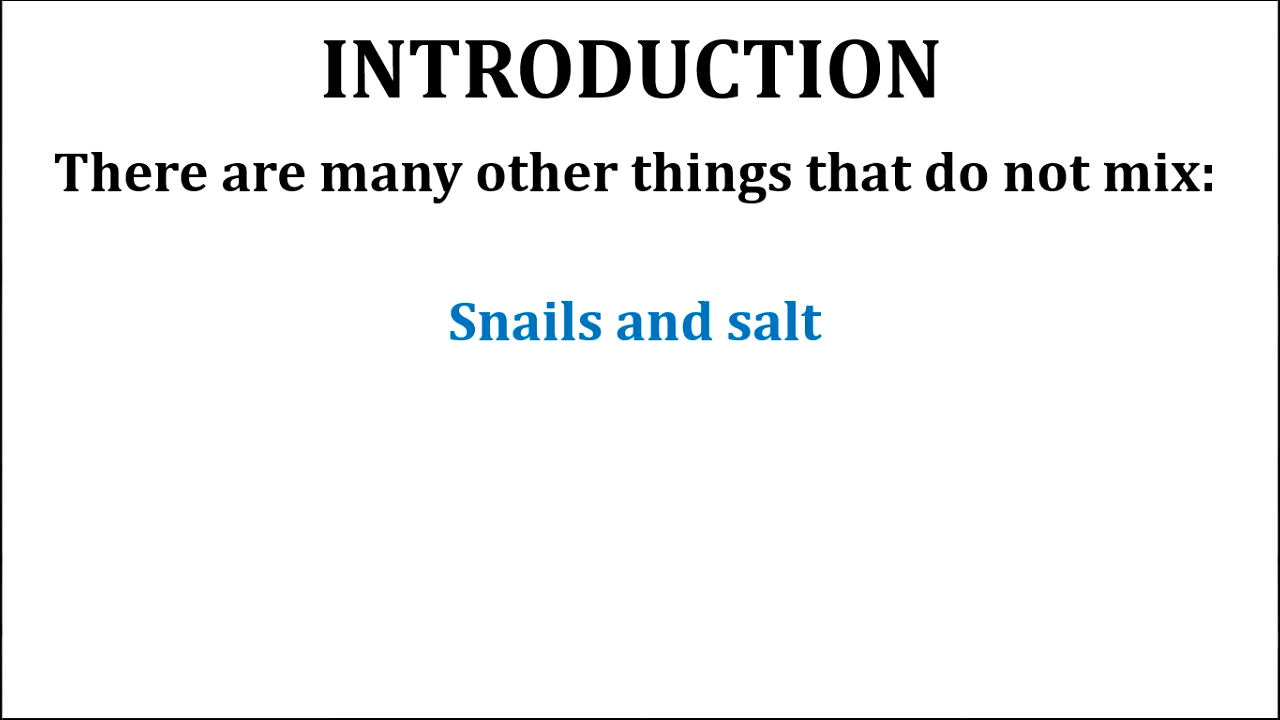 INTRODUCTION
There are many other things that do not mix:
Snails and salt